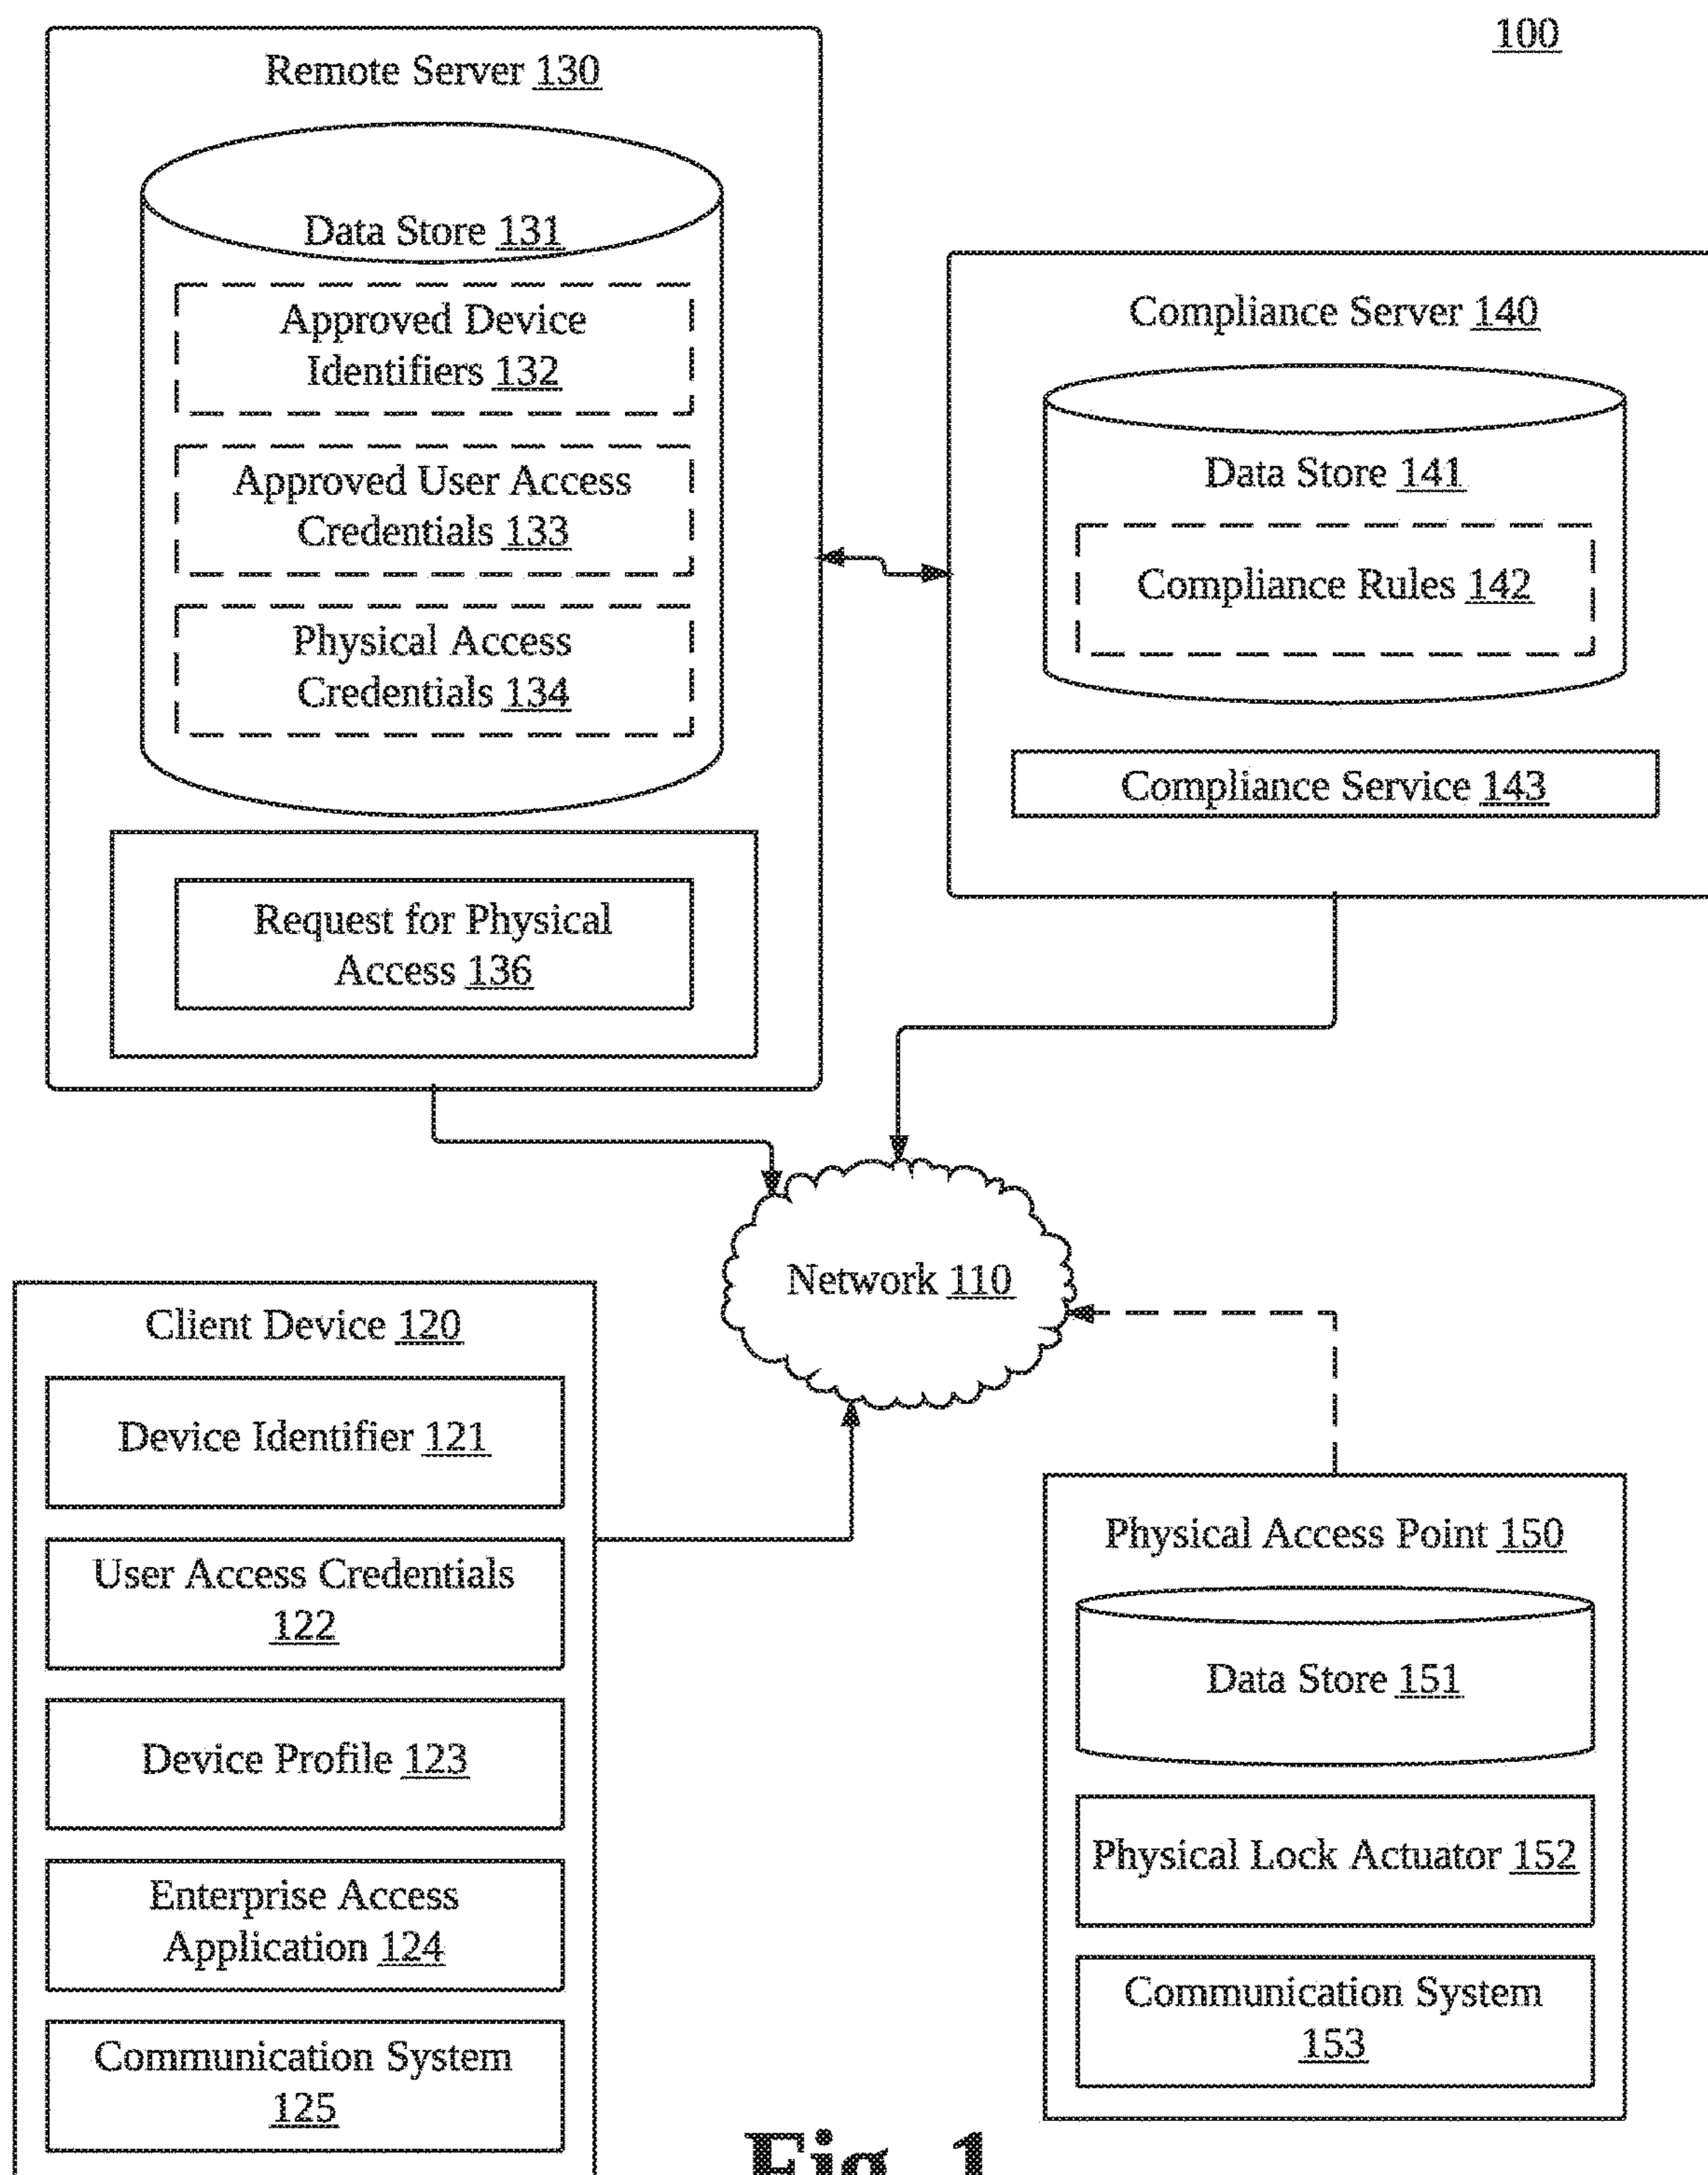 100
Remote Server 130
Data Store 131
Approved Device
Identifiers 132
Approved User Access
Credentials 133
Physical Access
Credentials 134
Request for Physical
Access 136
Compliance Server 140
Data Store 141
Compliance Rules 142
Compliance Service 143
Network 110
Client Device 120
Device Identifier 121
User Access Credentials
122
Device Profile 123
Enterprise Access
Application 124
Communication System
125
Physical Access Point 150
Data Store 151
Physical Lock Actuator 152
Communication System
153
Fig. 1